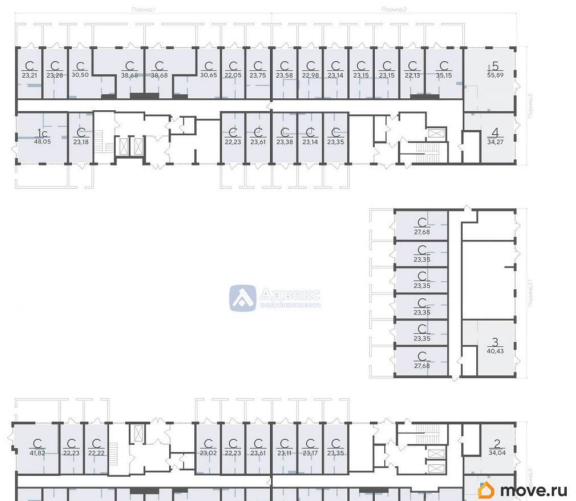 C C C C C C C C C C C C C C C ↓5
23,21 23,28 30,50 38,68 38,68 30,65 22,05 23,75 23,58 22,98 23,14 23,15 23,15 22,13 35,15 55,69
1c C C C C C C 4
48,05 23,18 22,23 23,61 23,38 23,14 23,35 34,27
C
27,68
C
23,35
C
23,35
C
23,35
C
23,35
C
27,68
3
40,43
Адвекс
недвижимость
C C C C C C C C C 2
41,82 22,23 22,22 23,02 22,23 23,61 23,11 23,17 23,35 34,04
move.ru